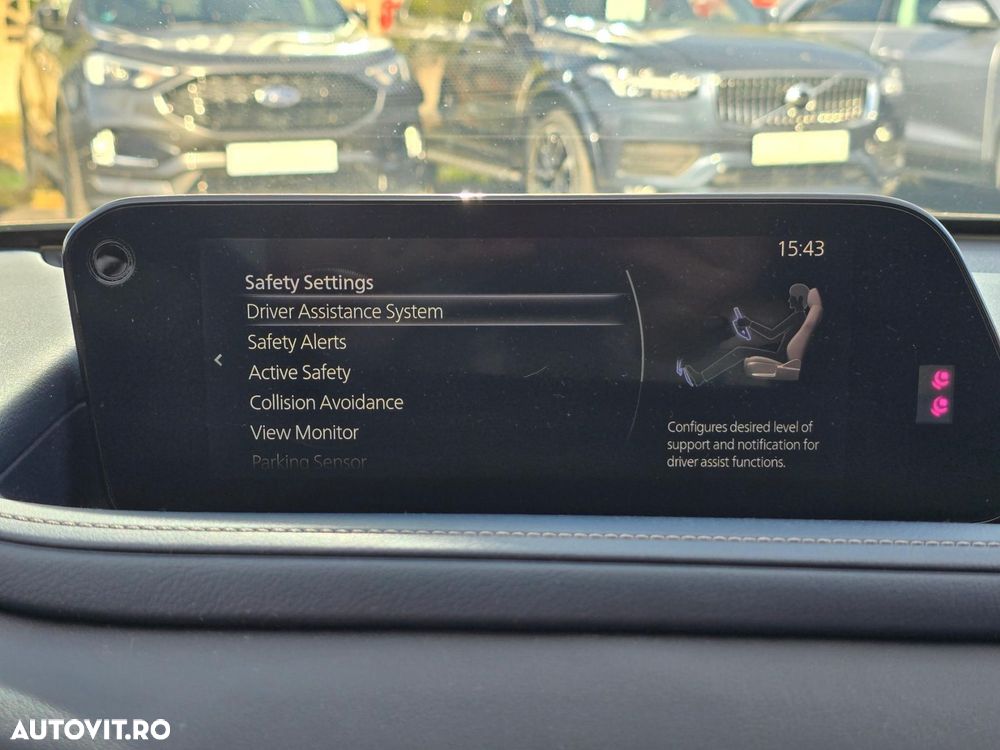 15:43
Safety Settings
Driver Assistance System
Safety Alerts
Active Safety
Collision Avoidance
View Monitor
Parking Sensor
Configures desired level of
support and notification for
driver assist functions.
AUTOVIT.RO